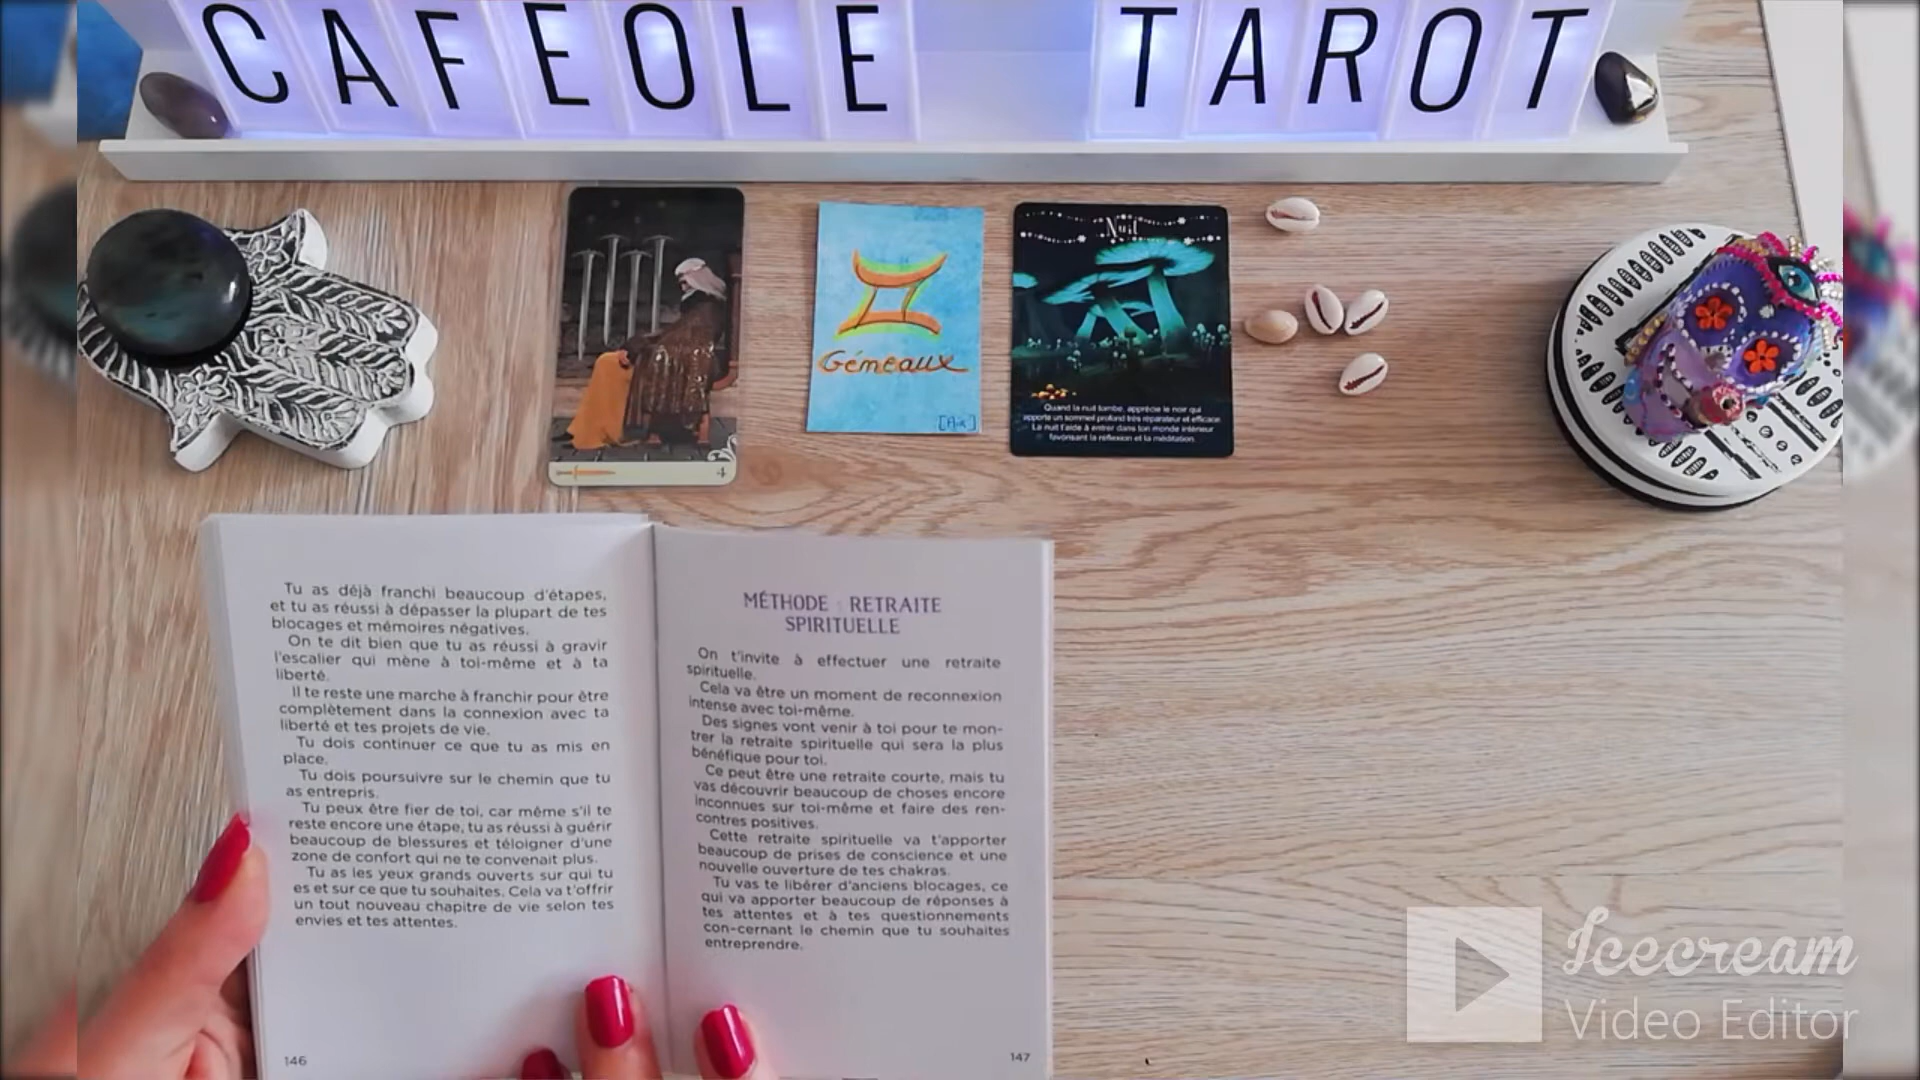 CAFEOLE TAROT
Nuit
Géméaux
[Air]
Quand la nuit tombe, apprécie le noir qui
apporte un sommeil profond très réparateur et efficace.
La nuit t'aide à entrer dans ton monde intérieur
favorisant la réflexion et la méditation.
4
Tu as déjà franchi beaucoup d'étapes,
et tu as réussi à dépasser la plupart de tes
blocages et mémoires négatives.
On te dit bien que tu as réussi à gravir
l'escalier qui mène à toi-même et à ta
liberté.
Il te reste une marche à franchir pour être
complètement dans la connexion avec ta
liberté et tes projets de vie.
Tu dois continuer ce que tu as mis en
place.
Tu dois poursuivre sur le chemin que tu
as entrepris.
Tu peux être fier de toi, car même s'il te
reste encore une étape, tu as réussi à guérir
beaucoup de blessures et t'éloigner d'une
zone de confort qui ne te convenait plus.
Tu as les yeux grands ouverts sur qui tu
es et sur ce que tu souhaites. Cela va t'offrir
un tout nouveau chapitre de vie selon tes
envies et tes attentes.
146
MÉTHODE : RETRAITE
SPIRITUELLE
On t'invite à effectuer une retraite
spirituelle.
Cela va être un moment de reconnexion
intense avec toi-même.
Des signes vont venir à toi pour te mon-
trer la retraite spirituelle qui sera la plus
bénéfique pour toi.
Ce peut être une retraite courte, mais tu
vas découvrir beaucoup de choses encore
inconnues sur toi-même et faire des ren-
contres positives.
Cette retraite spirituelle va t'apporter
beaucoup de prises de conscience et une
nouvelle ouverture de tes chakras.
Tu vas te libérer d'anciens blocages, ce
qui va apporter beaucoup de réponses à
tes attentes et à tes questionnements
con-cernant le chemin que tu souhaites
entreprendre.
147
Icecream
Video Editor